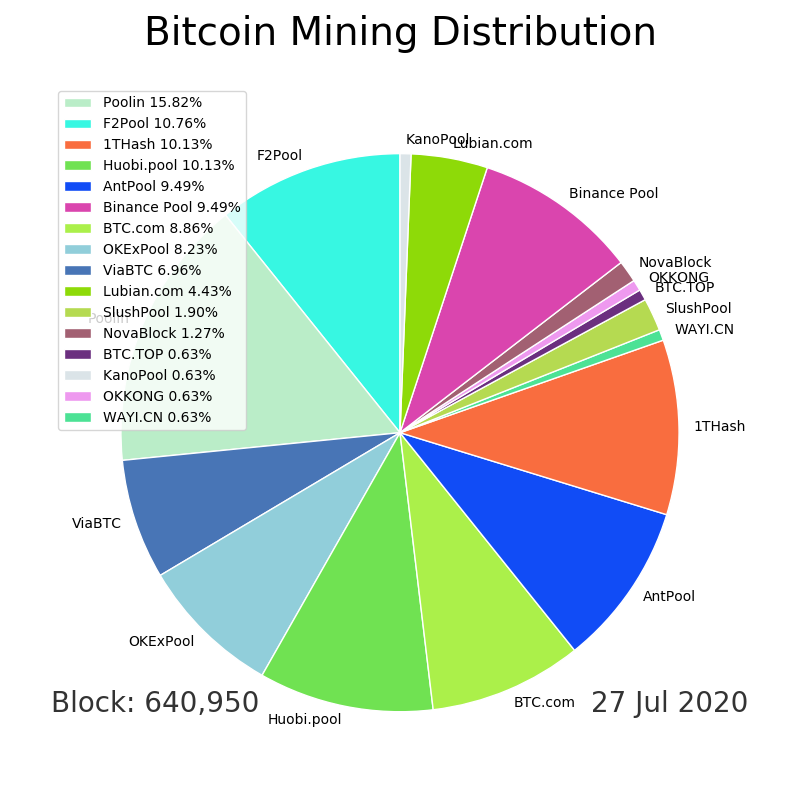 Bitcoin Mining Distribution
Poolin 15.82%
F2Pool 10.76%
1THash 10.13%
Huobi.pool 10.13%
AntPool 9.49%
Binance Pool 9.49%
BTC.com 8.86%
OKExPool 8.23%
ViaBTC 6.96%
Lubian.com 4.43%
SlushPool 1.90%
NovaBlock 1.27%
BTC.TOP 0.63%
KanoPool 0.63%
OKKONG 0.63%
WAYI.CN 0.63%
KanoPool
Lubian.com
F2Pool
Binance Pool
NovaBlock
OKKONG
BTC.TOP
SlushPool
Poolin
WAYI.CN
1THash
ViaBTC
AntPool
OKExPool
BTC.com
Huobi.pool
Block: 640,950
27 Jul 2020